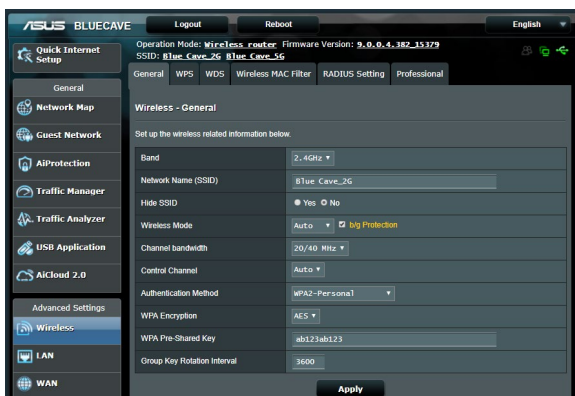 ASUS BLUECAVE Logout Reboot English
Quick Internet Setup
Operation Mode: Wireless router Firmware Version: 9.0.0.4.382_15379
SSID: Blue Cave_2G Blue Cave_5G
General WPS WDS Wireless MAC Filter RADIUS Setting Professional
General
Network Map
Guest Network
AiProtection
Traffic Manager
Traffic Analyzer
USB Application
AiCloud 2.0
Advanced Settings
Wireless
LAN
WAN
Wireless - General
Set up the wireless related information below.
Band 2.4GHz
Network Name (SSID) Blue Cave_2G
Hide SSID Yes No
Wireless Mode Auto b/g Protection
Channel bandwidth 20/40 MHz
Control Channel Auto
Authentication Method WPA2-Personal
WPA Encryption AES
WPA Pre-Shared Key ab123ab123
Group Key Rotation Interval 3600
Apply